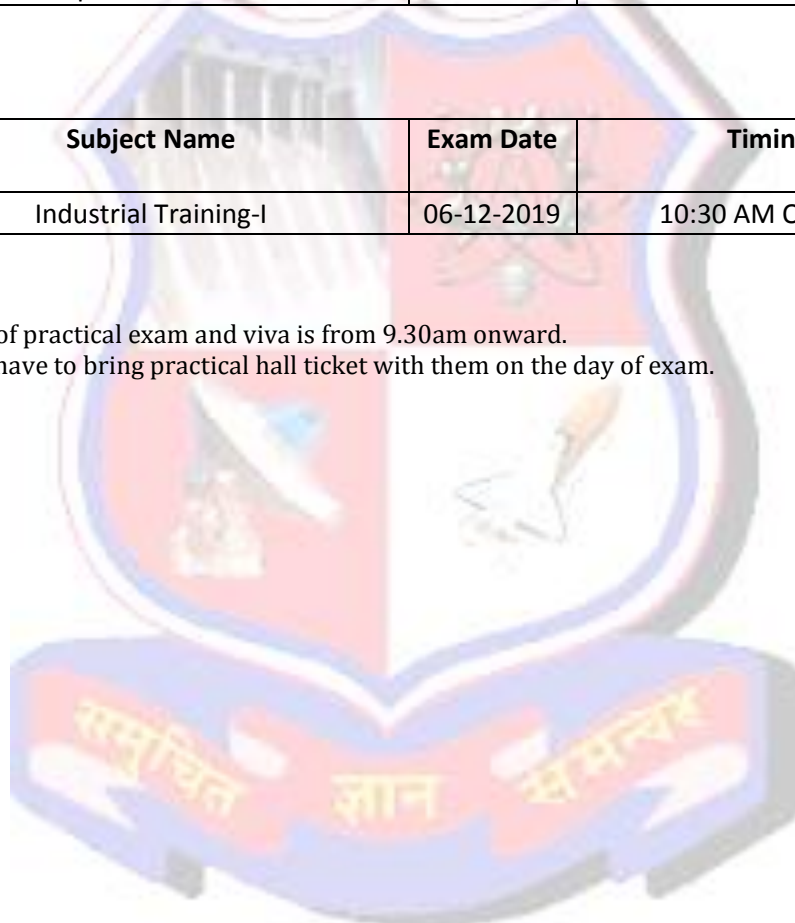 Subject Name Exam Date Timin
Industrial Training-I 06-12-2019 10:30 AM O
of practical exam and viva is from 9.30am onward.
have to bring practical hall ticket with them on the day of exam.
समुचित ज्ञान समन्वय